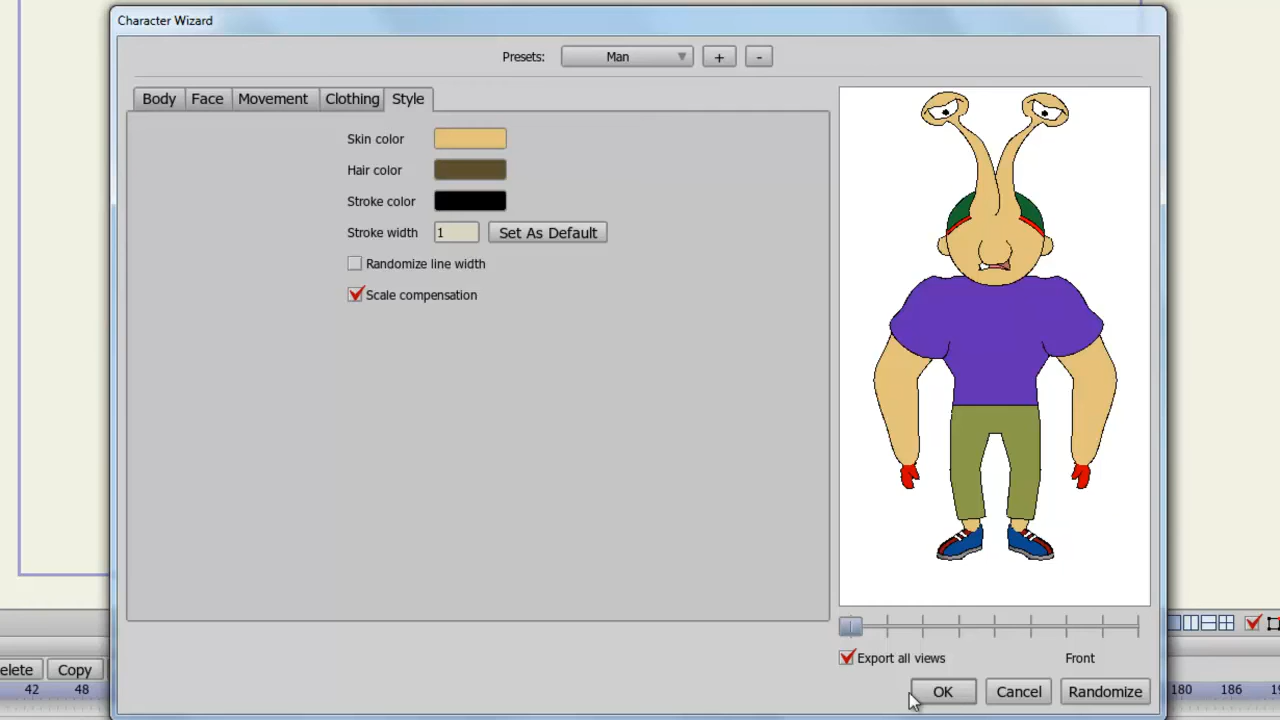 Character Wizard
Presets: Man + -
Body Face Movement Clothing Style
Skin color
Hair color
Stroke color
Stroke width 1 Set As Default
Randomize line width
Scale compensation
Export all views Front
elete Copy
OK Cancel Randomize
42 48 180 186 19